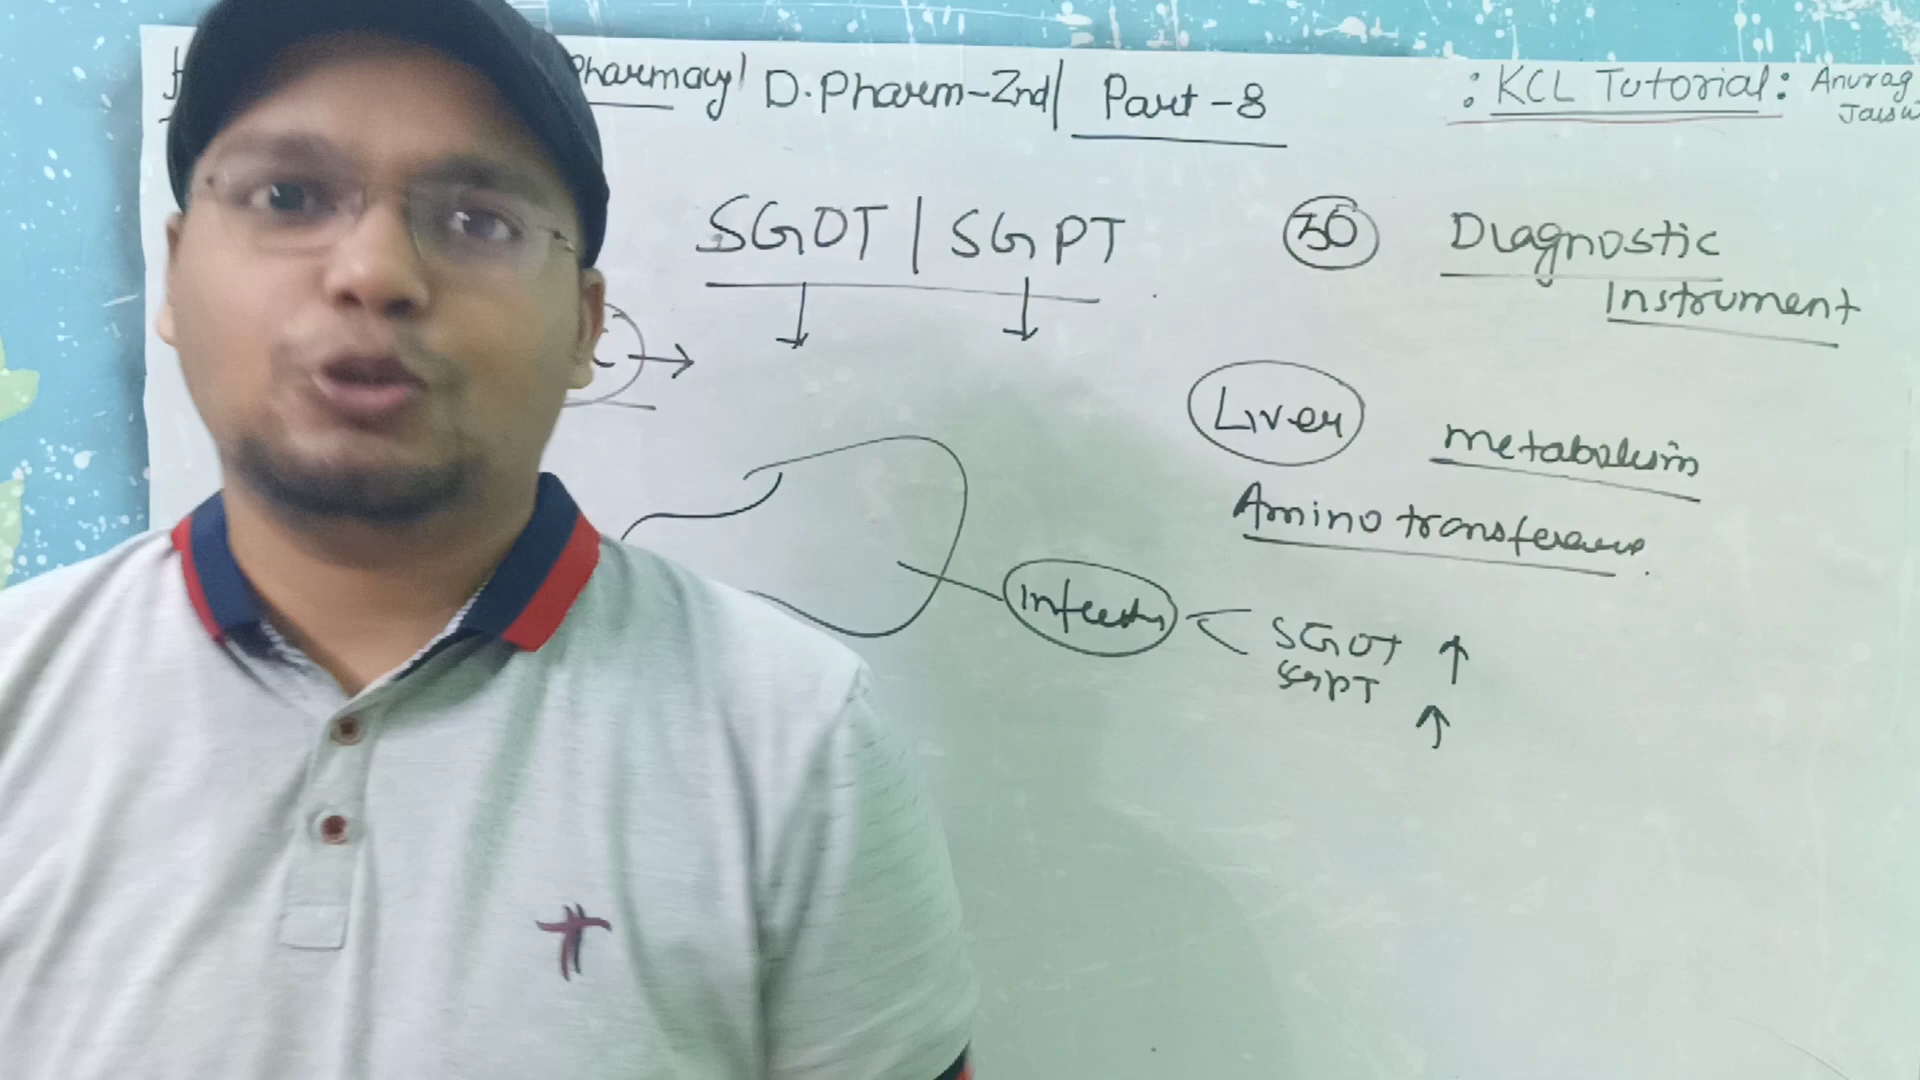 Pharmacy| D.Pharm-2nd| Part-8
: KCL Tutorial: Anurag
SGOT | SGPT
30 Diagnostic
Instrument
Liver metabolism
Amino transferase.
Infection
SGOT ↑
SGPT ↑